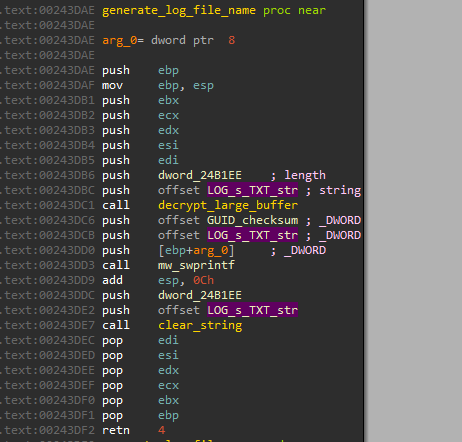 .text:00243DAE generate_log_file_name proc near
.text:00243DAE
.text:00243DAE arg_0= dword ptr 8
.text:00243DAE
.text:00243DAE push ebp
.text:00243DAF mov ebp, esp
.text:00243DB1 push ebx
.text:00243DB2 push ecx
.text:00243DB3 push edx
.text:00243DB4 push esi
.text:00243DB5 push edi
.text:00243DB6 push dword_24B1EE ; length
.text:00243DBC push offset LOG_s_TXT_str ; string
.text:00243DC1 call decrypt_large_buffer
.text:00243DC6 push offset GUID_checksum ; _DWORD
.text:00243DCB push offset LOG_s_TXT_str ; _DWORD
.text:00243DD0 push [ebp+arg_0] ; _DWORD
.text:00243DD3 call mw_swprintf
.text:00243DD9 add esp, 0Ch
.text:00243DDC push dword_24B1EE
.text:00243DE2 push offset LOG_s_TXT_str
.text:00243DE7 call clear_string
.text:00243DEC pop edi
.text:00243DED pop esi
.text:00243DEE pop edx
.text:00243DEF pop ecx
.text:00243DF0 pop ebx
.text:00243DF1 pop ebp
.text:00243DF2 retn 4